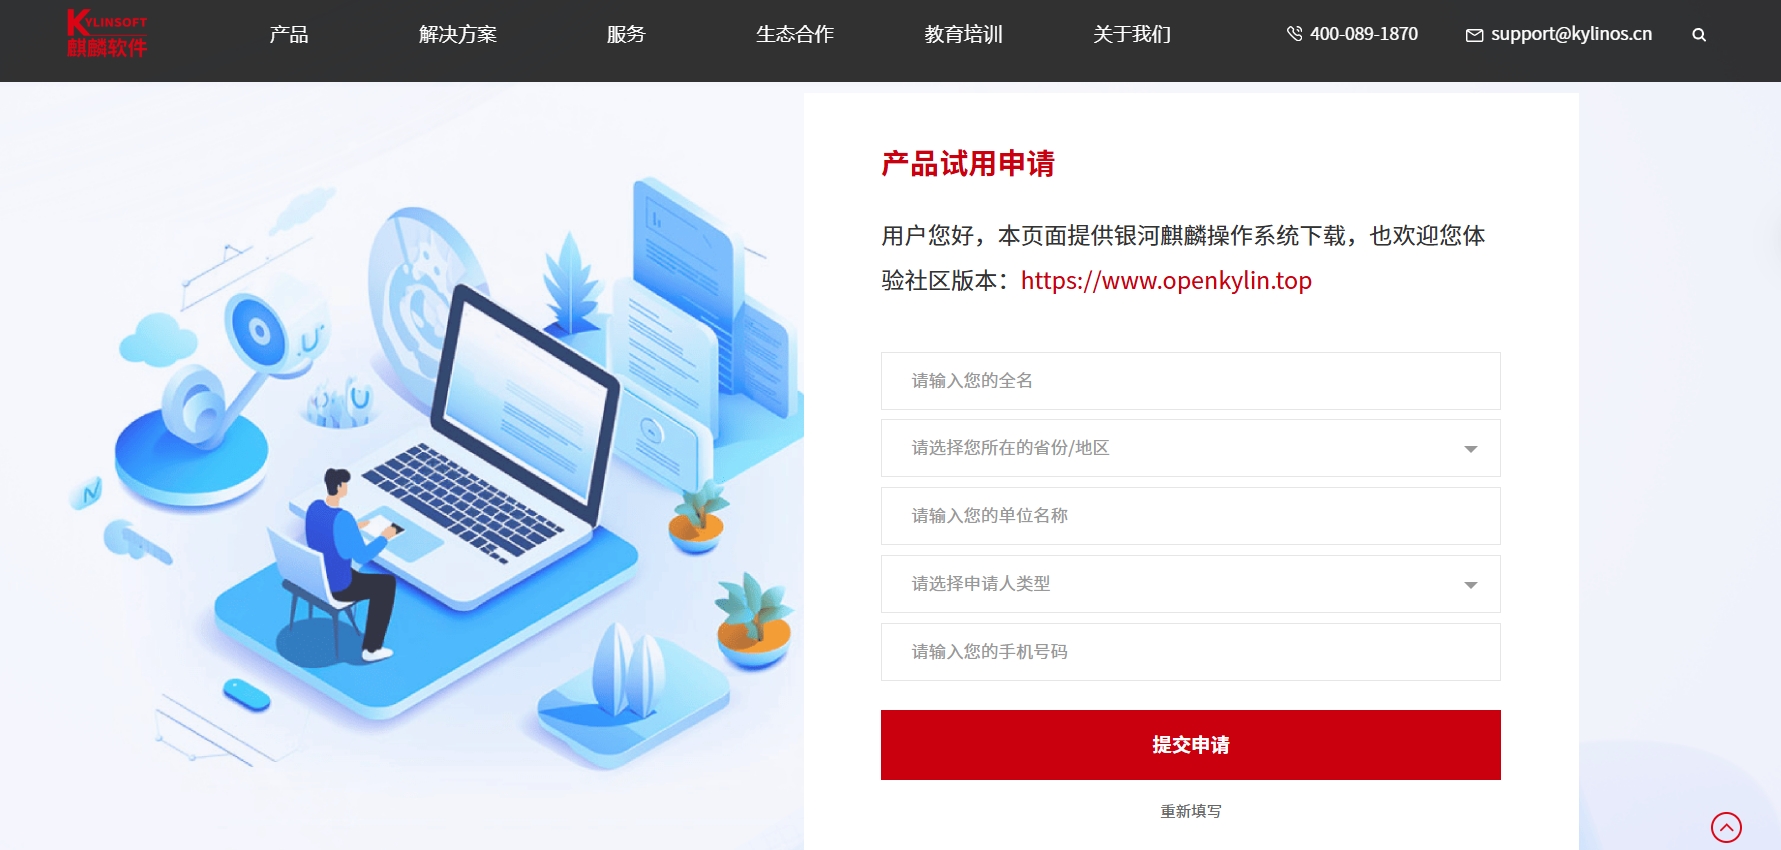 KYLINSOFT
麒麟软件
产品
解决方案
服务
生态合作
教育培训
关于我们
400-089-1870
support@kylinos.cn
产品试用申请
用户您好，本页面提供银河麒麟操作系统下载，也欢迎您体
验社区版本：https://www.openkylin.top
请输入您的全名
请选择您所在的省份/地区
请输入您的单位名称
请选择申请人类型
请输入您的手机号码
提交申请
重新填写